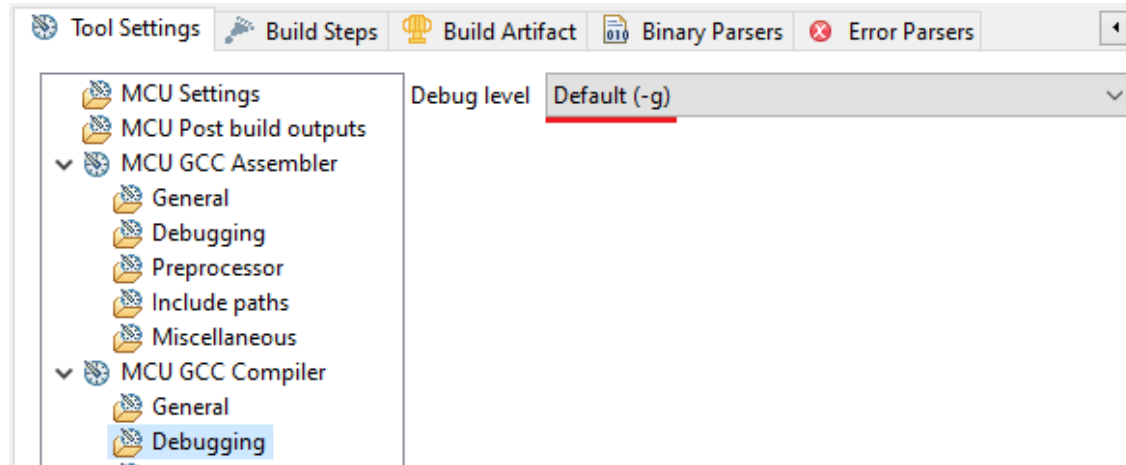 Tool Settings Build Steps Build Artifact Binary Parsers Error Parsers
MCU Settings
Debug level Default (-g)
MCU Post build outputs
MCU GCC Assembler
General
Debugging
Preprocessor
Include paths
Miscellaneous
MCU GCC Compiler
General
Debugging